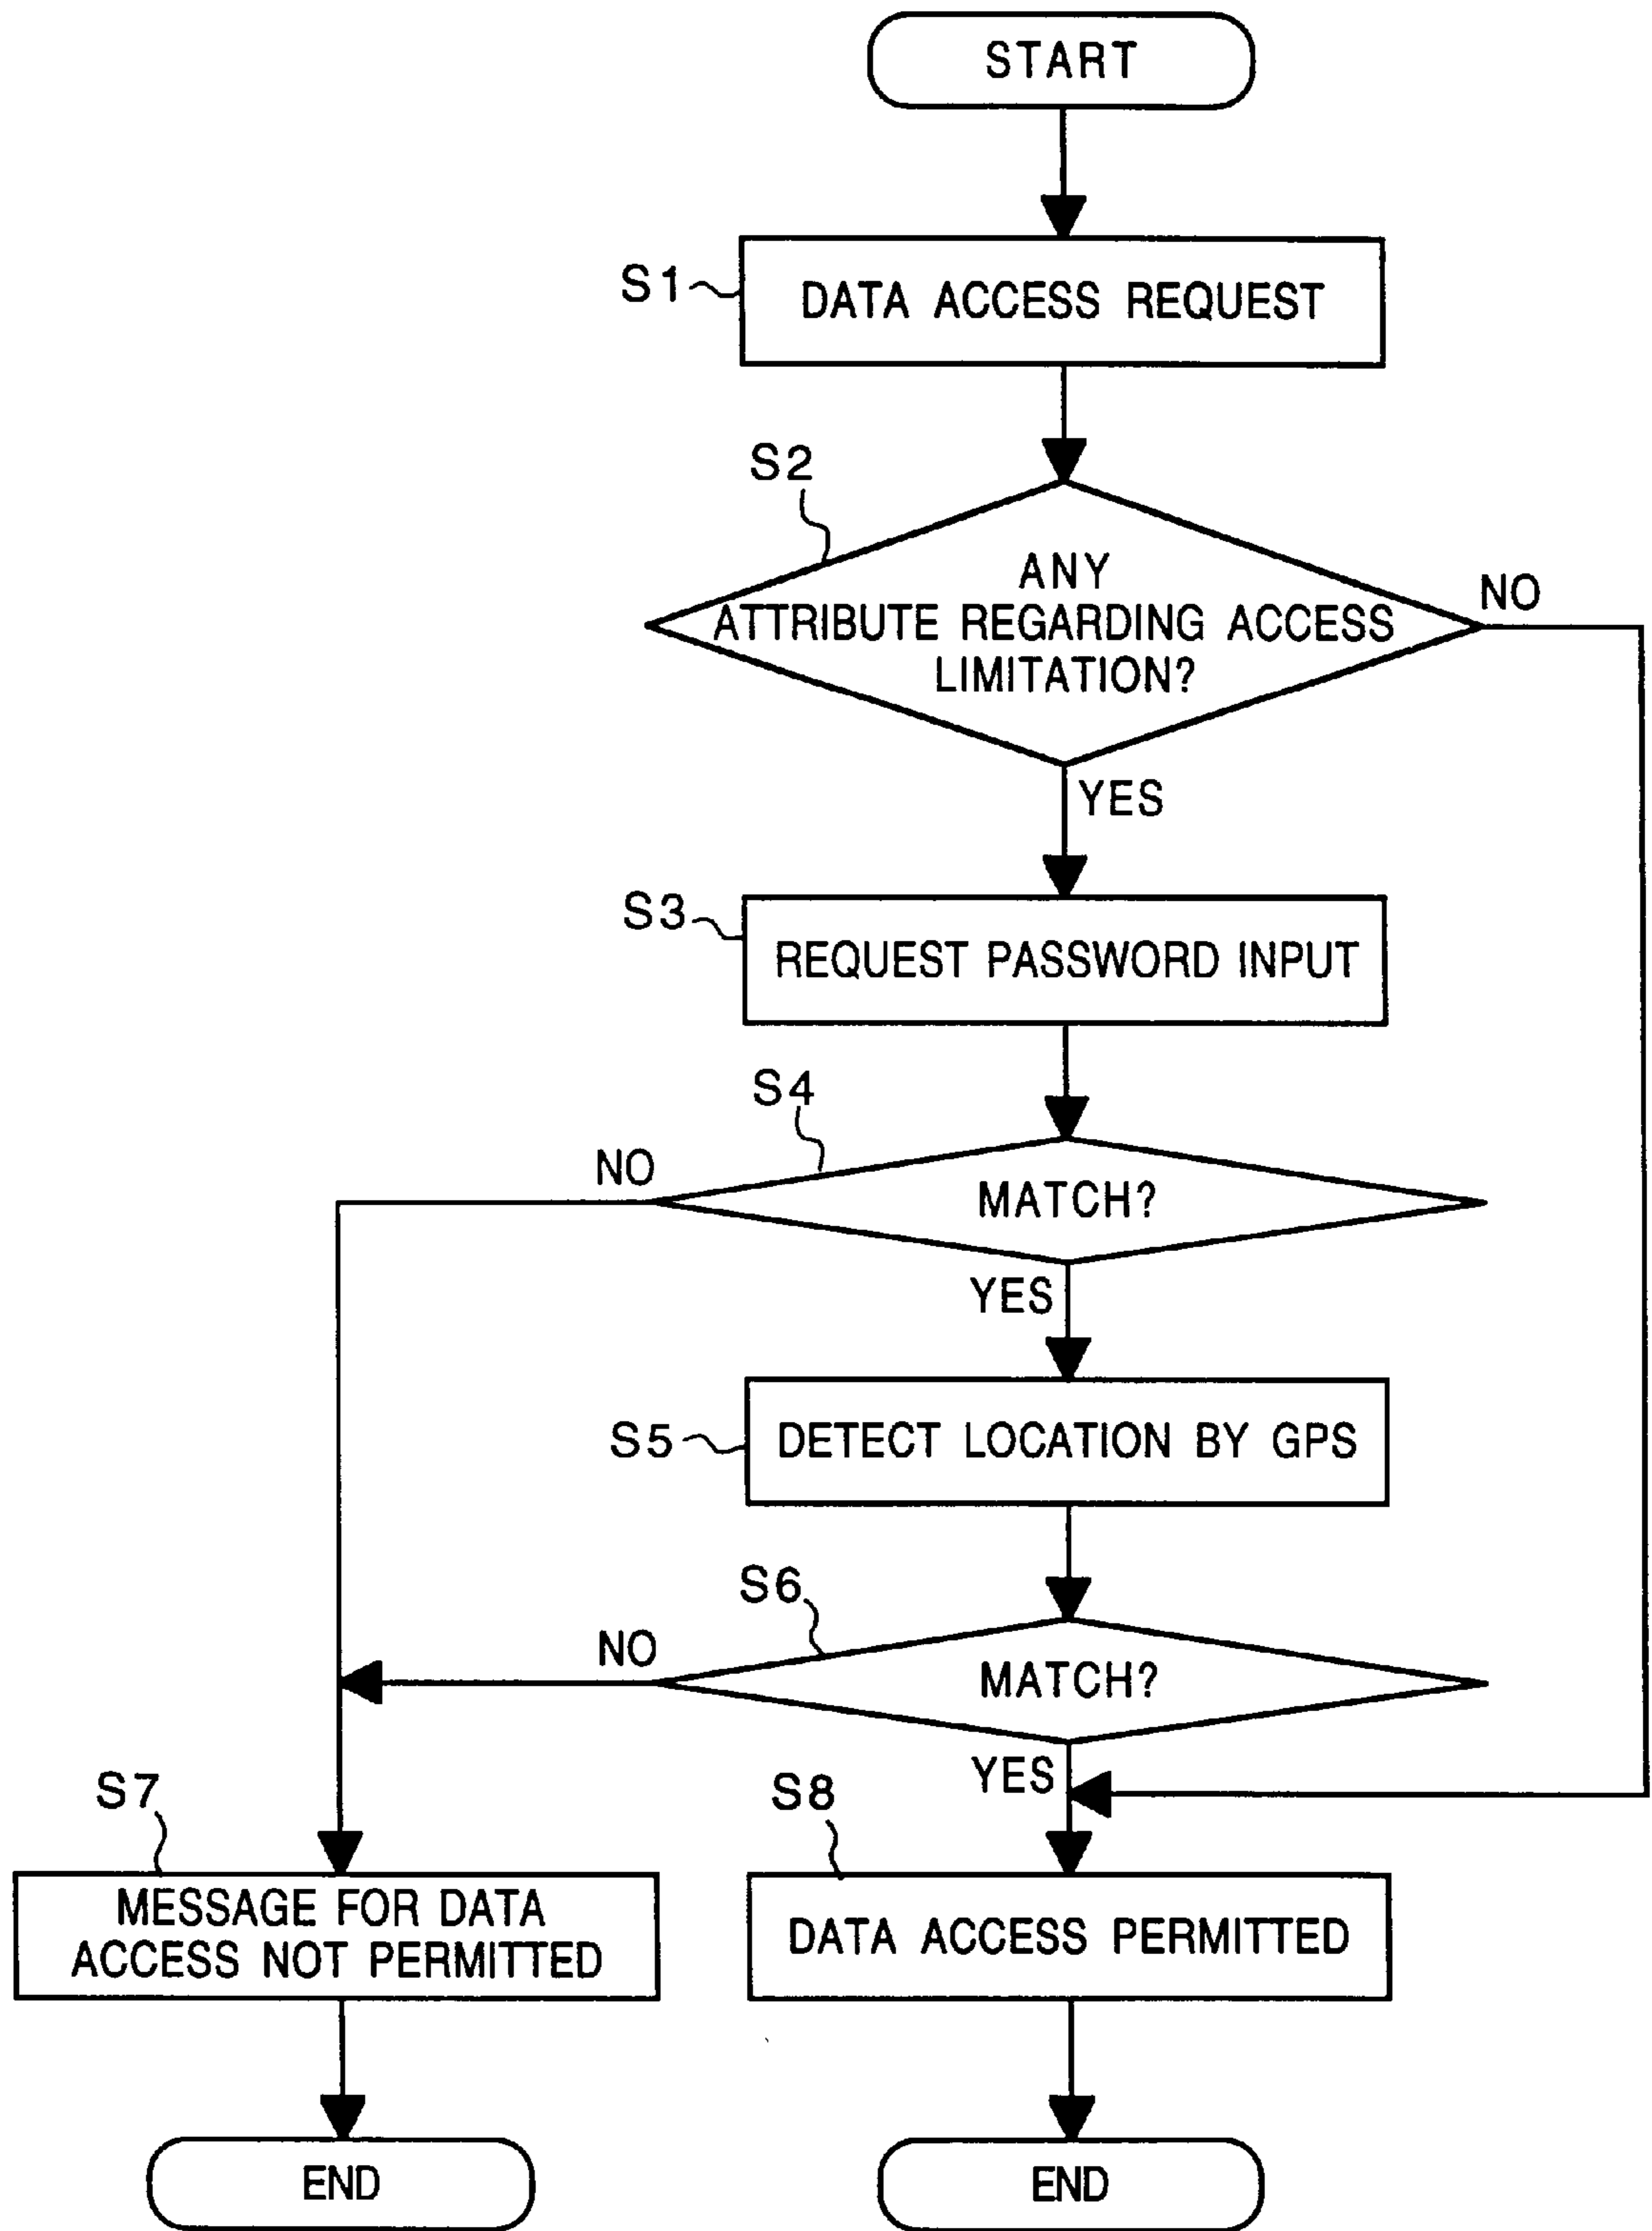 START
S1
DATA ACCESS REQUEST
S2
ANY
ATTRIBUTE REGARDING ACCESS
LIMITATION?
NO
YES
S3
REQUEST PASSWORD INPUT
S4
NO
MATCH?
YES
S5
DETECT LOCATION BY GPS
S6
NO
MATCH?
YES
S7
S8
MESSAGE FOR DATA
ACCESS NOT PERMITTED
DATA ACCESS PERMITTED
END
END